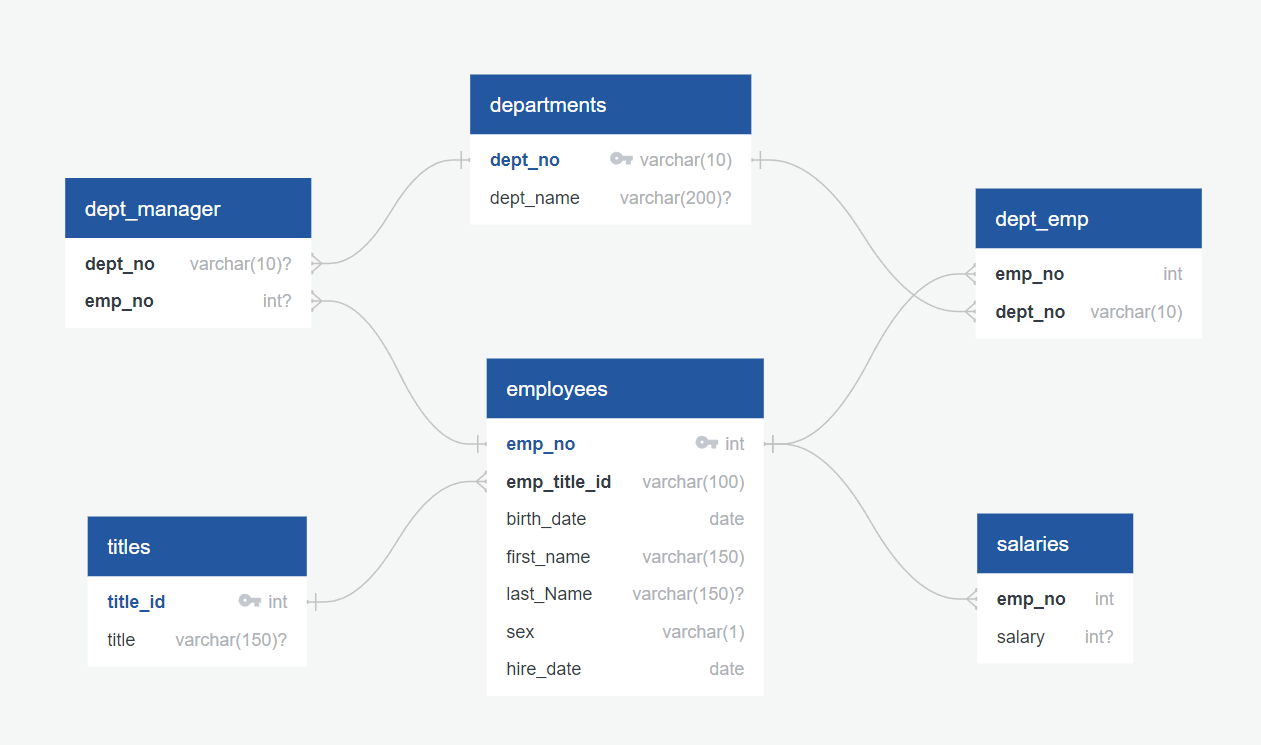 departments
dept_no varchar(10)
dept_name varchar(200)?
dept_manager
dept_no varchar(10)?
emp_no int?
dept_emp
emp_no int
dept_no varchar(10)
employees
emp_no int
emp_title_id varchar(100)
birth_date date
first_name varchar(150)
last_Name varchar(150)?
sex varchar(1)
hire_date date
titles
title_id int
title varchar(150)?
salaries
emp_no int
salary int?